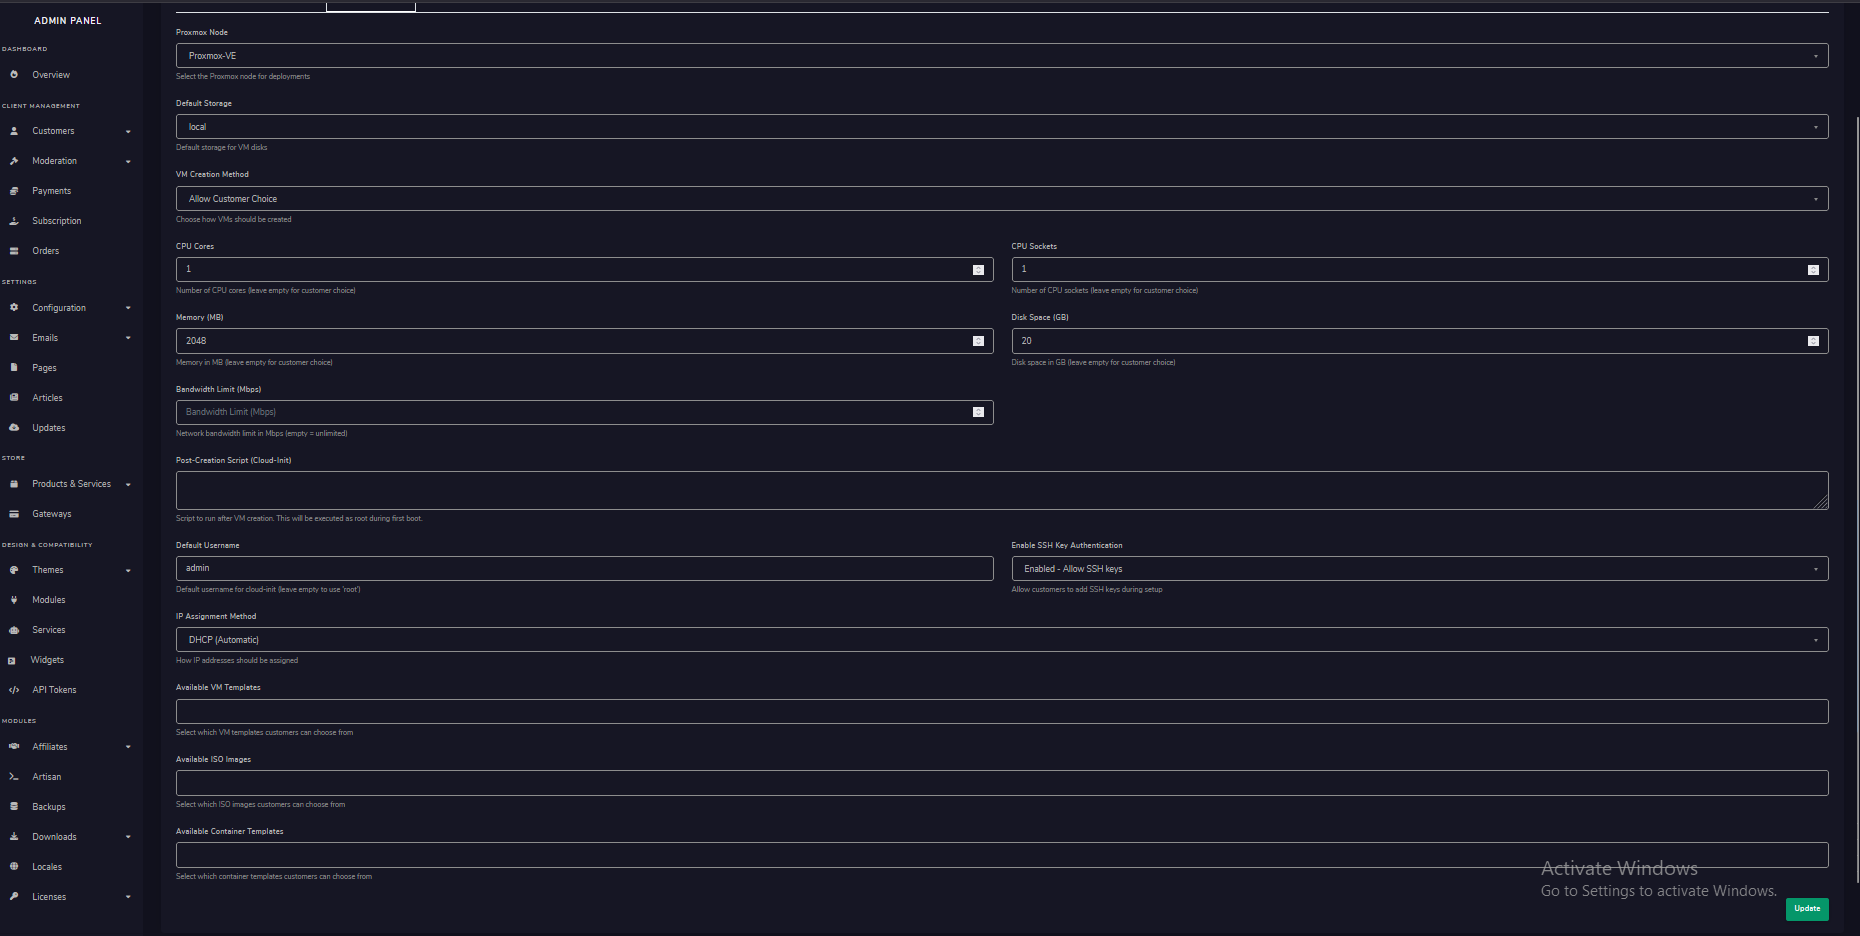 ADMIN PANEL
DASHBOARD
Overview
CLIENT MANAGEMENT
Customers
Moderation
Payments
Subscription
Orders
SETTINGS
Configuration
Emails
Pages
Articles
Updates
STORE
Products & Services
Gateways
DESIGN & COMPATIBILITY
Themes
Modules
Services
Widgets
API Tokens
MODULES
Affiliates
Artisan
Backups
Downloads
Locales
Licenses
Proxmox Node
Proxmox-VE
Select the Proxmox node for deployments
Default Storage
local
Default storage for VM disks
VM Creation Method
Allow Customer Choice
Choose how VMs should be created
CPU Cores
1
Number of CPU cores (leave empty for customer choice)
CPU Sockets
1
Number of CPU sockets (leave empty for customer choice)
Memory (MB)
2048
Memory in MB (leave empty for customer choice)
Disk Space (GB)
20
Disk space in GB (leave empty for customer choice)
Bandwidth Limit (Mbps)
Bandwidth Limit (Mbps)
Network bandwidth limit in Mbps (empty = unlimited)
Post-Creation Script (Cloud-Init)
Script to run after VM creation. This will be executed as root during first boot.
Default Username
admin
Default username for cloud-init (leave empty to use 'root')
Enable SSH Key Authentication
Enabled - Allow SSH keys
Allow customers to add SSH keys during setup
IP Assignment Method
DHCP (Automatic)
How IP addresses should be assigned
Available VM Templates
Select which VM templates customers can choose from
Available ISO Images
Select which ISO images customers can choose from
Available Container Templates
Select which container templates customers can choose from
Activate Windows
Go to Settings to activate Windows.
Update